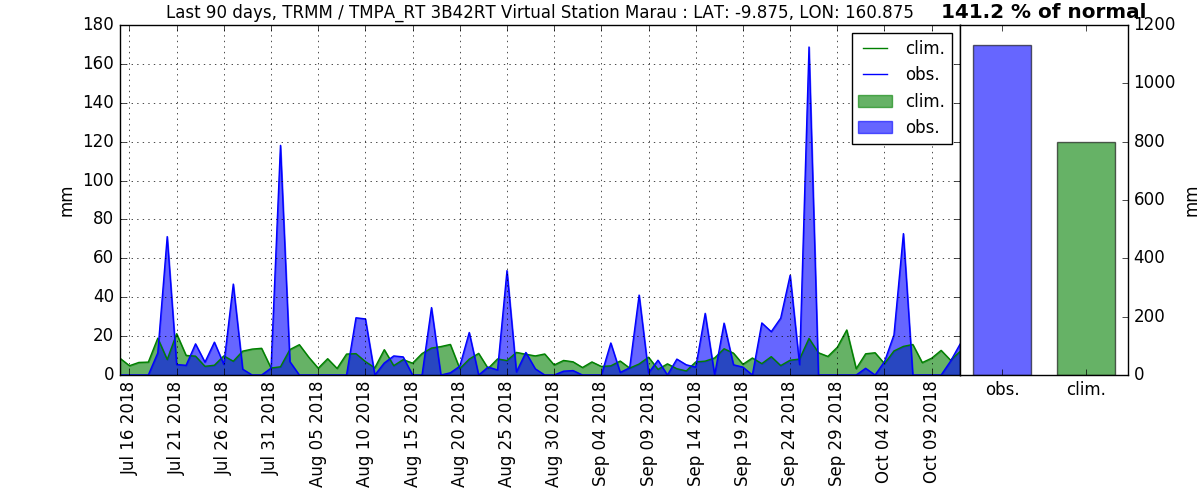 Last 90 days, TRMM / TMPA_RT 3B42RT Virtual Station Marau : LAT: -9.875, LON: 160.875
141.2 % of normal
180
160
140
120
100
80
60
40
20
0
mm
clim.
obs.
clim.
obs.
Jul 16 2018
Jul 21 2018
Jul 26 2018
Jul 31 2018
Aug 05 2018
Aug 10 2018
Aug 15 2018
Aug 20 2018
Aug 25 2018
Aug 30 2018
Sep 04 2018
Sep 09 2018
Sep 14 2018
Sep 19 2018
Sep 24 2018
Sep 29 2018
Oct 04 2018
Oct 09 2018
1200
1000
800
600
400
200
0
mm
obs.
clim.